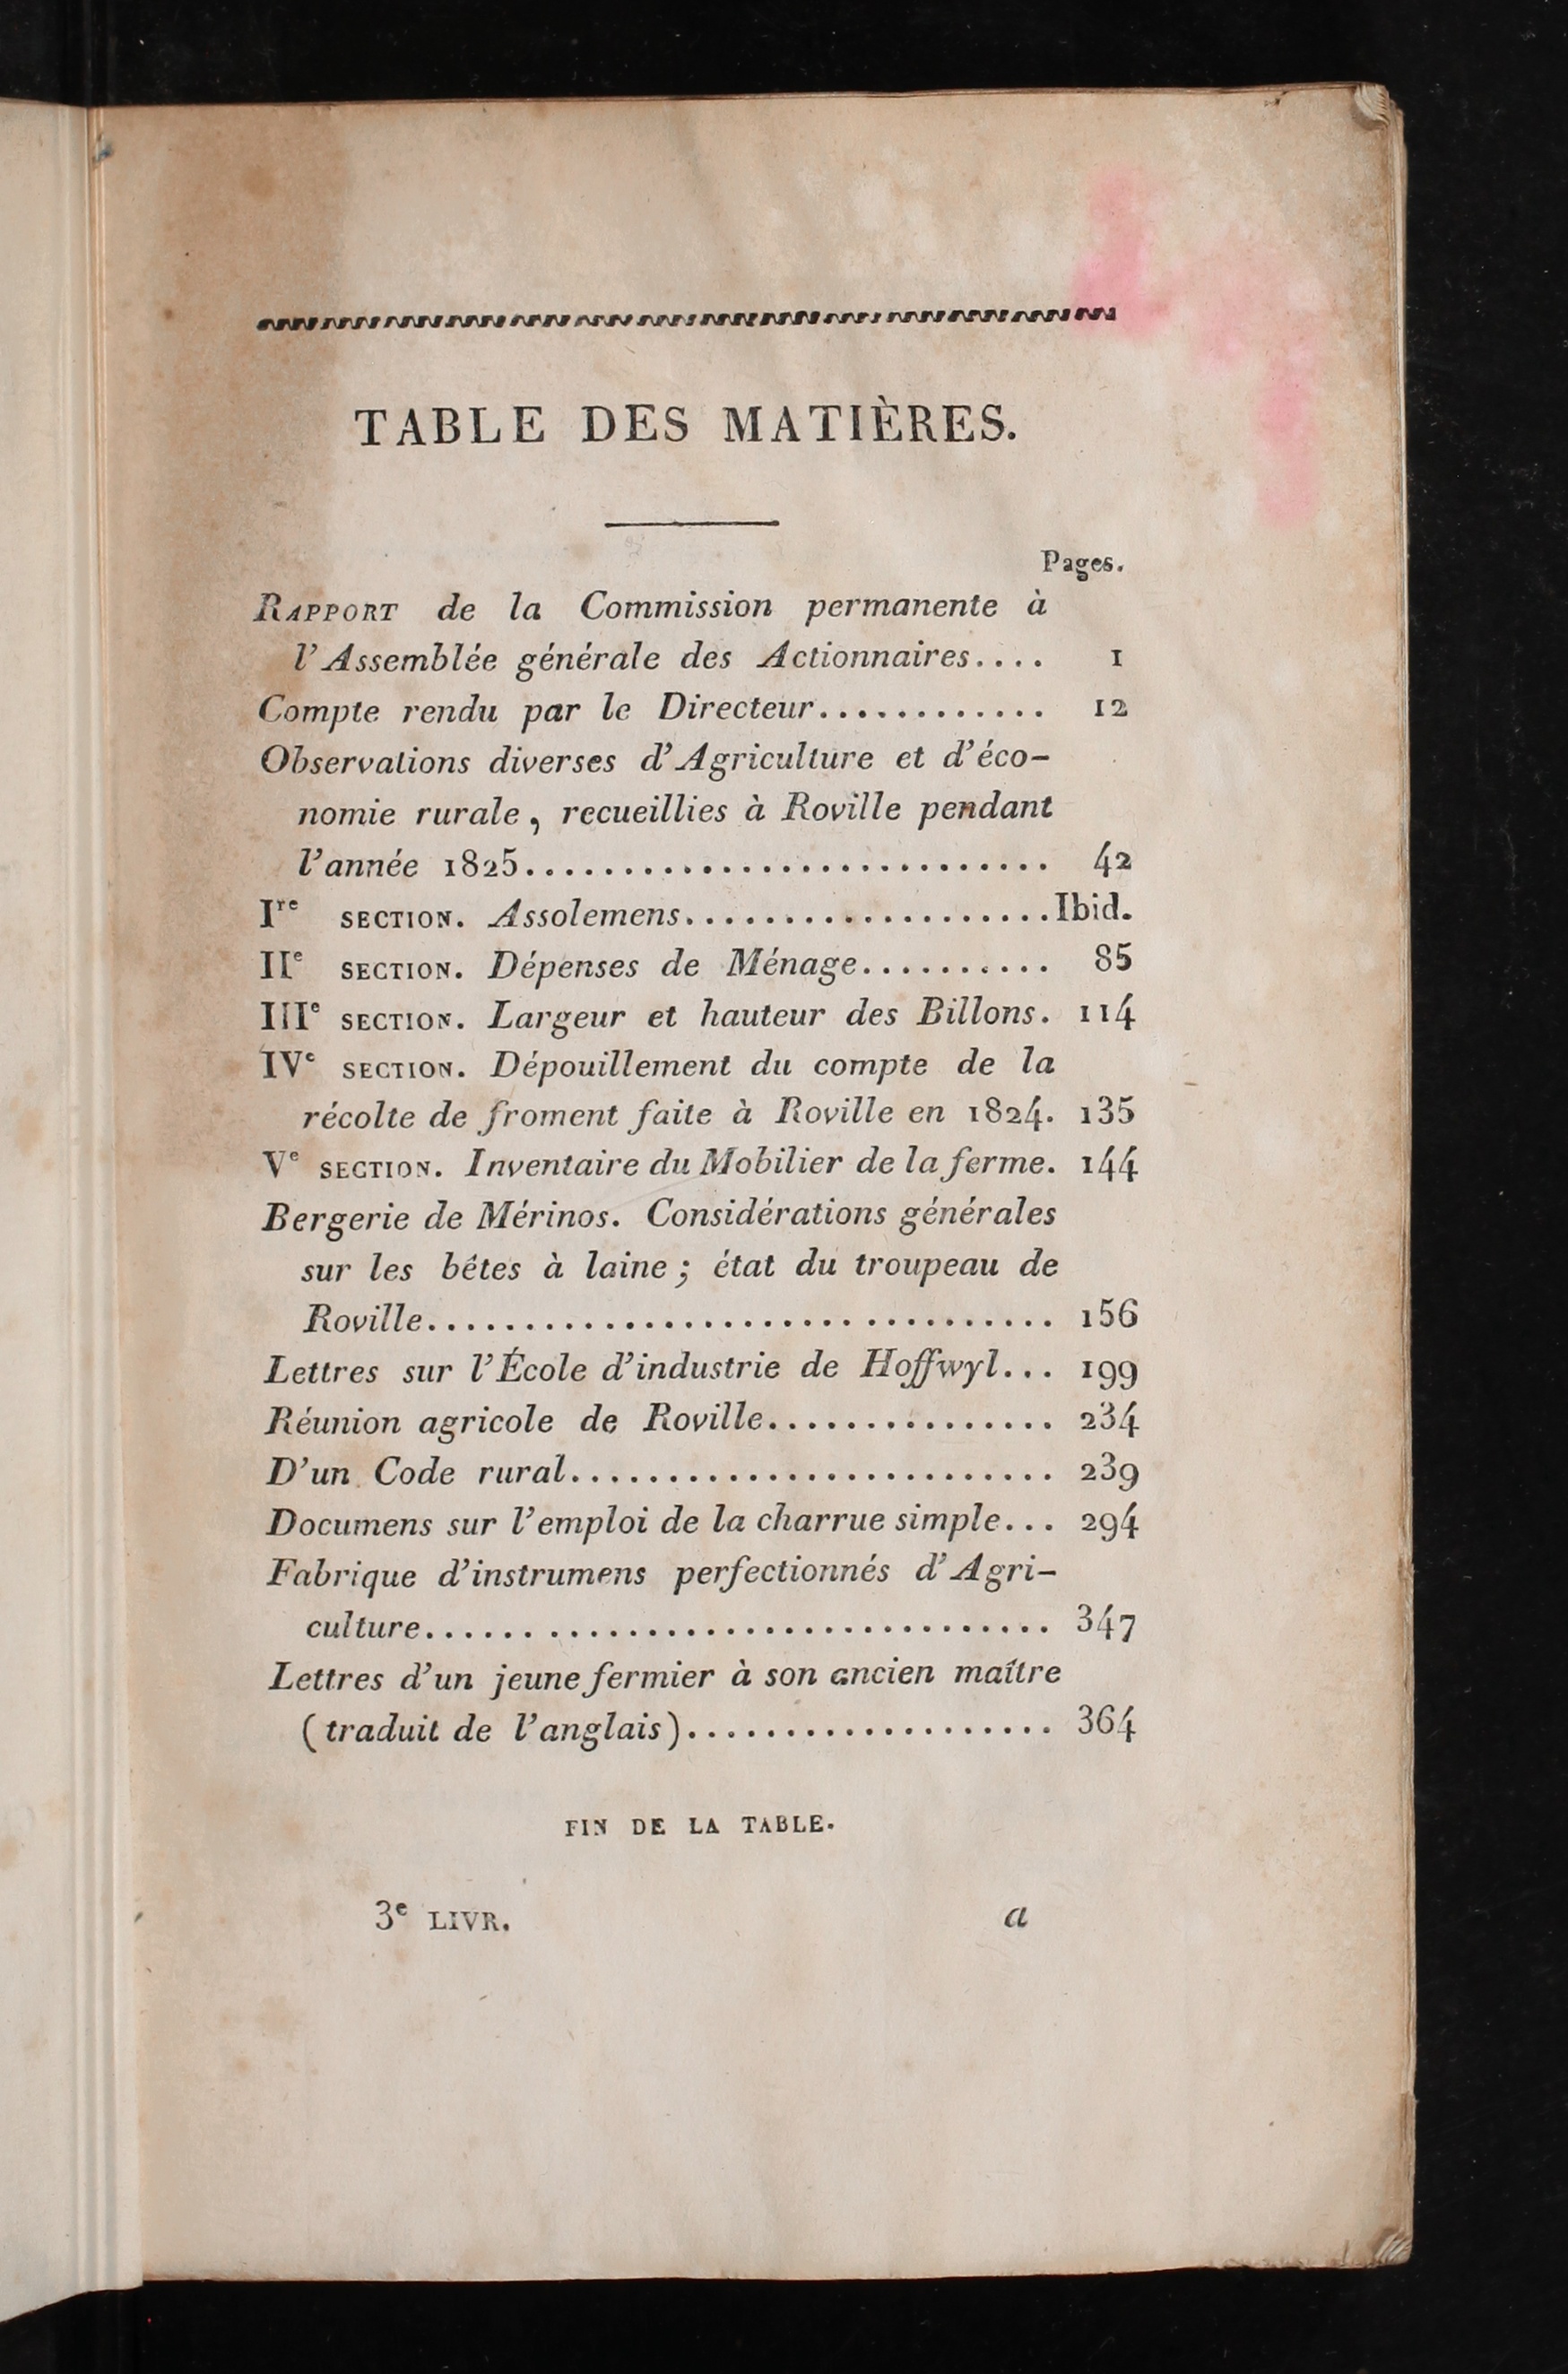 TABLE DES MATIÈRES.
Pages.
RAPPORT de la Commission permanente à
l'Assemblée générale des Actionnaires.... 1
Compte rendu par le Directeur............ 12
Observations diverses d'Agriculture et d'éco-
nomie rurale, recueillies à Roville pendant
l'année 1825........................... 42
Ire SECTION. Assolemens...................Ibid.
IIe SECTION. Dépenses de Ménage.......... 85
IIIe SECTION. Largeur et hauteur des Billons. 114
IVe SECTION. Dépouillement du compte de la
récolte de froment faite à Roville en 1824. 135
Ve SECTION. Inventaire du Mobilier de la ferme. 144
Bergerie de Mérinos. Considérations générales
sur les bêtes à laine; état du troupeau de
Roville................................. 156
Lettres sur l'École d'industrie de Hoffwyl... 199
Réunion agricole de Roville............... 234
D'un Code rural......................... 239
Documens sur l'emploi de la charrue simple... 294
Fabrique d'instrumens perfectionnés d'Agri-
culture................................ 347
Lettres d'un jeune fermier à son ancien maître
(traduit de l'anglais)................... 364
FIN DE LA TABLE.
3e LIVR. a